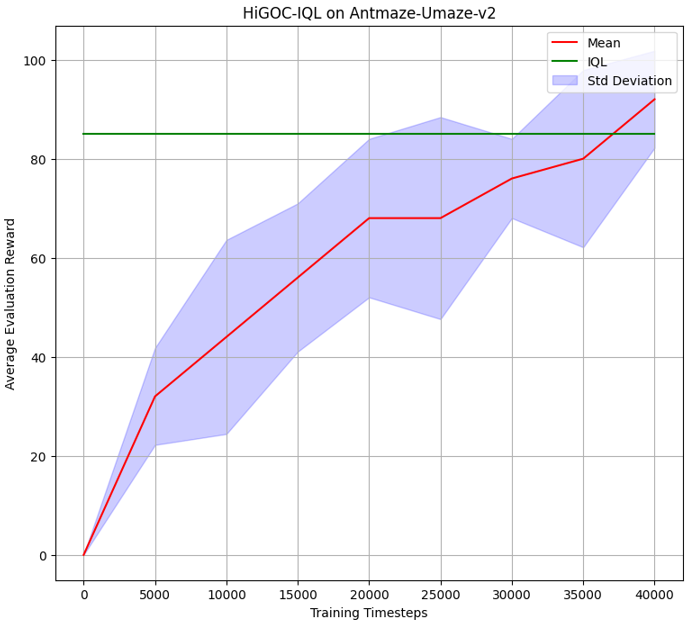 HiGOC-IQL on Antmaze-Umaze-v2
Mean
IQL
Std Deviation
Average Evaluation Reward
100
80
60
40
20
0
0 5000 10000 15000 20000 25000 30000 35000 40000
Training Timesteps